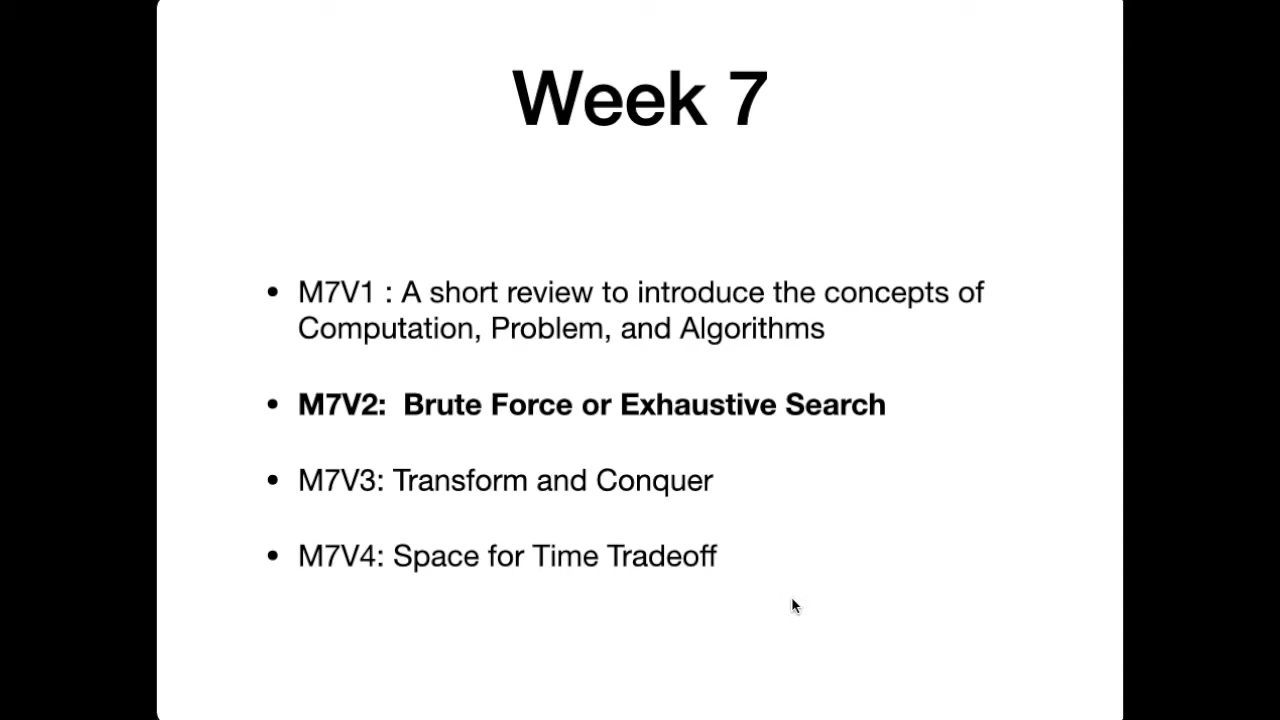 Week 7
• M7V1 : A short review to introduce the concepts of
Computation, Problem, and Algorithms
• M7V2:  Brute Force or Exhaustive Search
• M7V3: Transform and Conquer
• M7V4: Space for Time Tradeoff